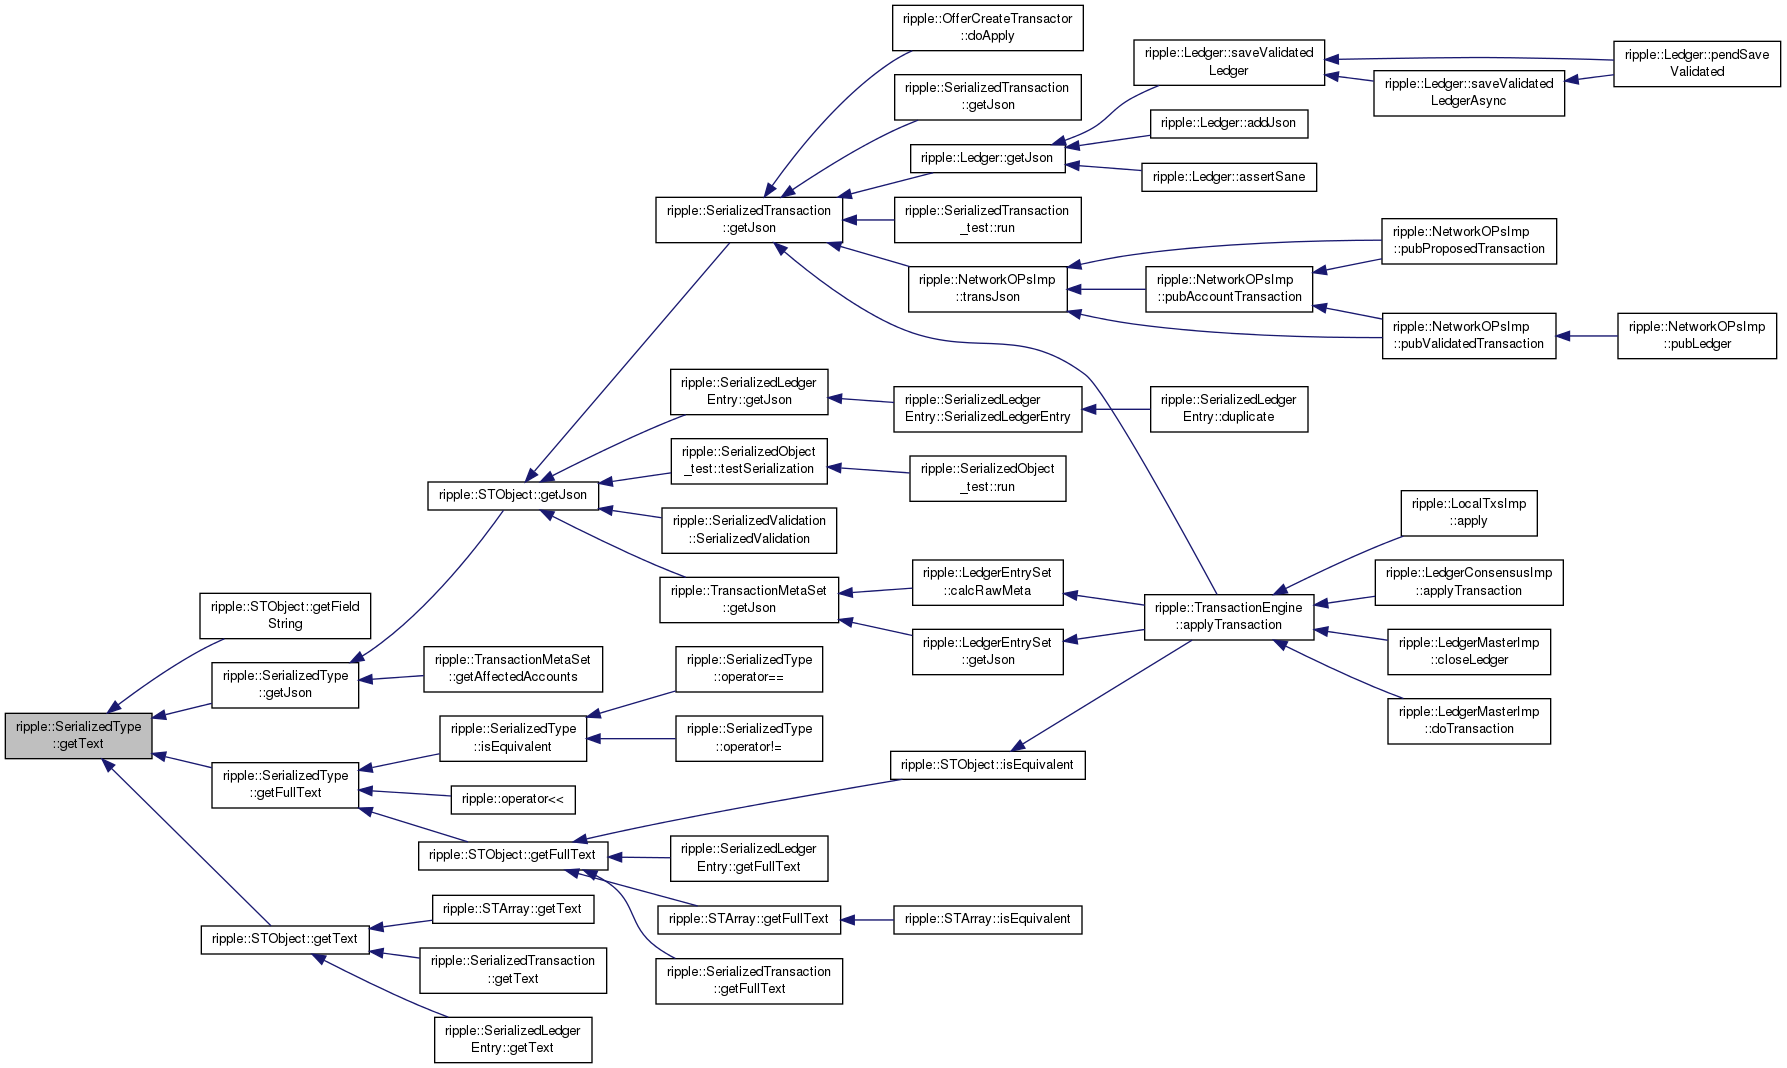 ripple::OfferCreateTransactor
::doApply
ripple::Ledger::saveValidated
Ledger
ripple::Ledger::pendSave
Validated
ripple::SerializedTransaction
::getJson
ripple::Ledger::saveValidated
LedgerAsync
ripple::Ledger::addJson
ripple::Ledger::getJson
ripple::Ledger::assertSane
ripple::SerializedTransaction
::getJson
ripple::SerializedTransaction
_test::run
ripple::NetworkOPsImp
::pubProposedTransaction
ripple::NetworkOPsImp
::transJson
ripple::NetworkOPsImp
::pubAccountTransaction
ripple::NetworkOPsImp
::pubValidatedTransaction
ripple::NetworkOPsImp
::pubLedger
ripple::SerializedLedger
Entry::getJson
ripple::SerializedLedger
Entry::SerializedLedgerEntry
ripple::SerializedLedger
Entry::duplicate
ripple::SerializedObject
_test::testSerialization
ripple::SerializedObject
_test::run
ripple::STObject::getJson
ripple::SerializedValidation
::SerializedValidation
ripple::LocalTxsImp
::apply
ripple::TransactionMetaSet
::getJson
ripple::LedgerEntrySet
::calcRawMeta
ripple::LedgerConsensusImp
::applyTransaction
ripple::STObject::getField
String
ripple::TransactionEngine
::applyTransaction
ripple::LedgerEntrySet
::getJson
ripple::LedgerMasterImp
::closeLedger
ripple::SerializedType
::getJson
ripple::TransactionMetaSet
::getAffectedAccounts
ripple::SerializedType
::operator==
ripple::LedgerMasterImp
::doTransaction
ripple::SerializedType
::getText
ripple::SerializedType
::isEquivalent
ripple::SerializedType
::operator!=
ripple::STObject::isEquivalent
ripple::SerializedType
::getFullText
ripple::operator<<
ripple::STObject::getFullText
ripple::SerializedLedger
Entry::getFullText
ripple::STArray::getText
ripple::STArray::getFullText
ripple::STArray::isEquivalent
ripple::STObject::getText
ripple::SerializedTransaction
::getText
ripple::SerializedTransaction
::getFullText
ripple::SerializedLedger
Entry::getText